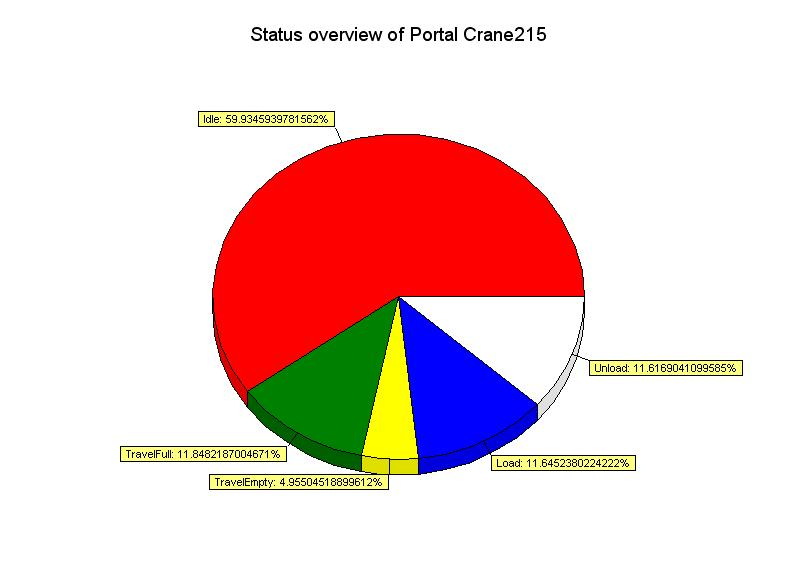 Status overview of Portal Crane215
Idle: 59.9345939781562%
Unload: 11.6169041099585%
TravelFull: 11.8482187004671%
Load: 11.6452380224222%
TravelEmpty: 4.95504518899612%